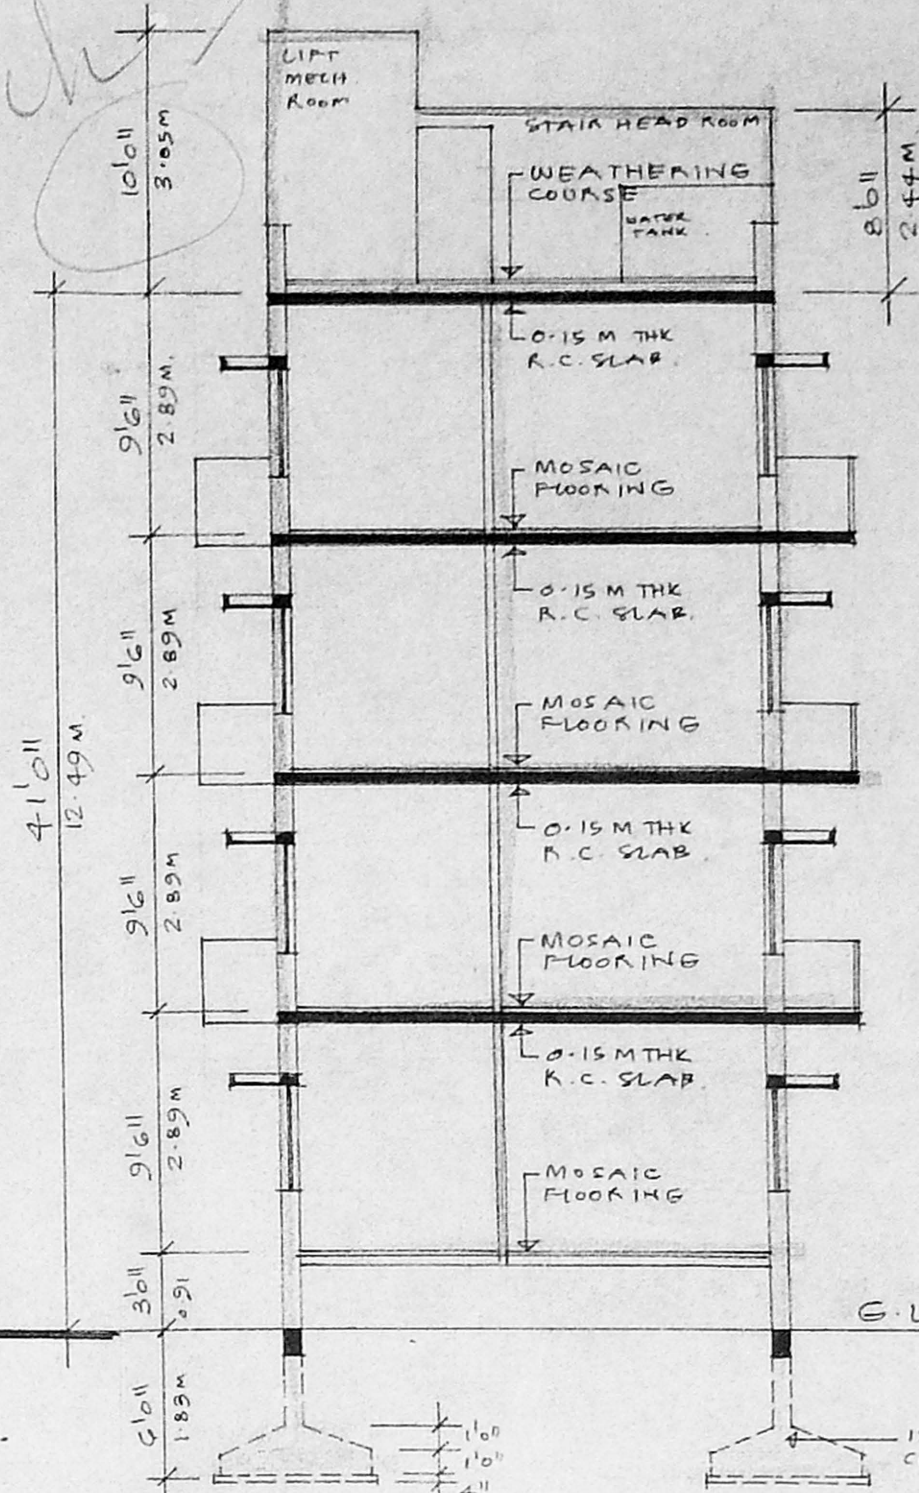 LIFT
MECH.
ROOM
STAIR HEAD ROOM
WEATHERING
COURSE
WATER
TANK
10'0"
3.05M
8'6"
2.44M
0.15 M THK
R.C. SLAB.
9'6"
2.89M.
MOSAIC
FLOORING
0.15 M THK
R.C. SLAB.
9'6"
2.89M
MOSAIC
FLOORING
41'0"
12.49M.
0.15 M THK
R.C. SLAB
9'6"
2.89M
MOSAIC
FLOORING
0.15 M THK
R.C. SLAB.
9'6"
2.89M
MOSAIC
FLOORING
3'0"
0.91
G.L
6'0"
1.83M
1'0"
1'0"